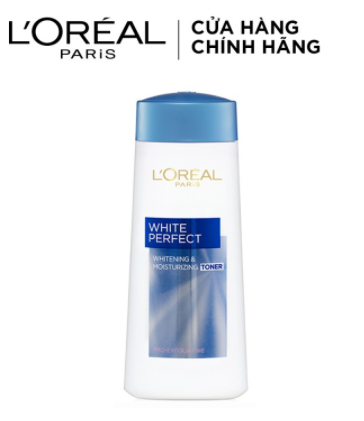 L'ORÉAL
PARiS
CỬA HÀNG
CHÍNH HÃNG
L'ORÉAL
PARIS
WHITE
PERFECT
WHITENING &
MOISTURIZING TONER